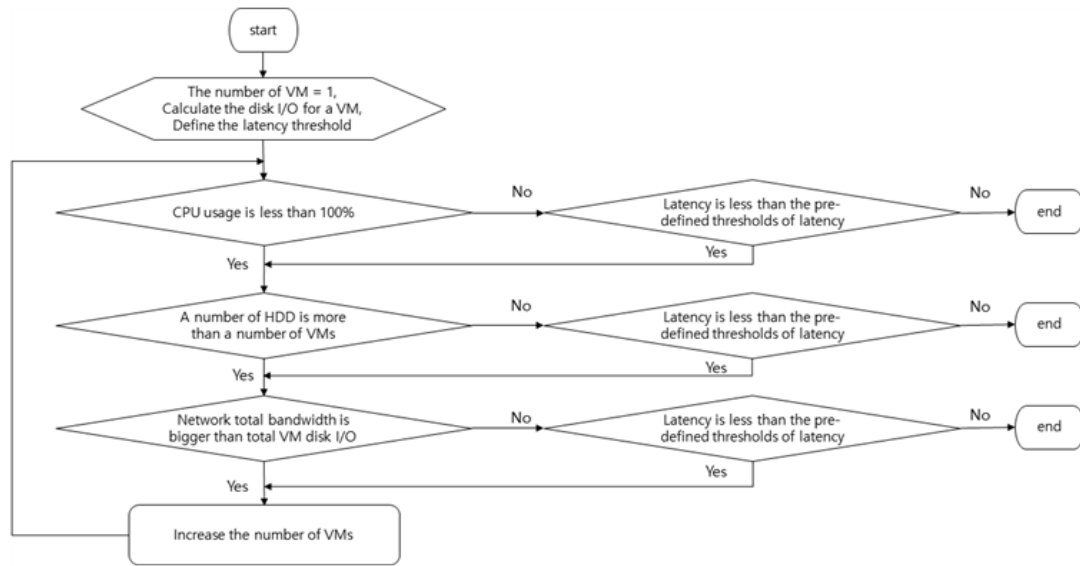 start
The number of VM = 1,
Calculate the disk I/O for a VM,
Define the latency threshold
CPU usage is less than 100%
No
Latency is less than the pre-
defined thresholds of latency
No
end
Yes
Yes
A number of HDD is more
than a number of VMs
No
Latency is less than the pre-
defined thresholds of latency
No
end
Yes
Yes
Network total bandwidth is
bigger than total VM disk I/O
No
Latency is less than the pre-
defined thresholds of latency
No
end
Yes
Yes
Increase the number of VMs